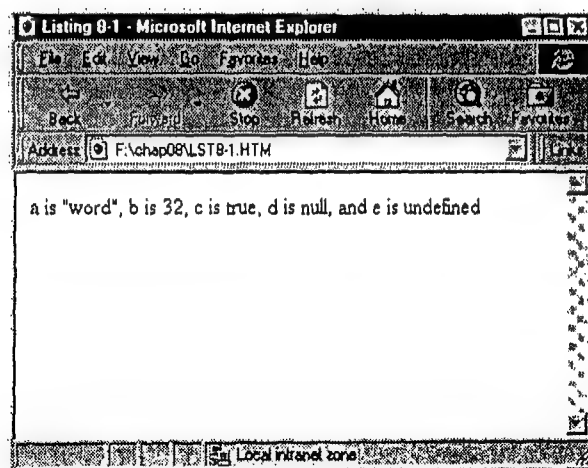 Listing 8-1 - Microsoft Internet Explorer
File Edit View Go Favorites Help
Back Forward Stop Refresh Home Search Favorites
Address F:\chap08\LST8-1.HTM Links
a is "word", b is 32, c is true, d is null, and e is undefined
Local intranet zone